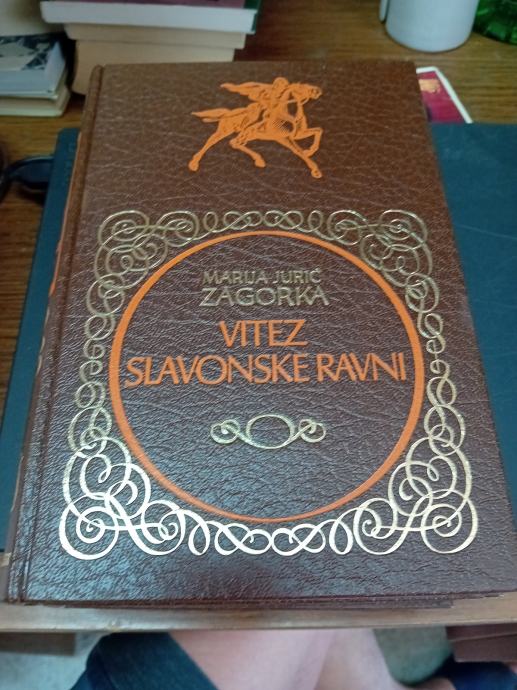 MARIJA JURIĆ
ZAGORKA
VITEZ
SLAVONSKE RAVNI